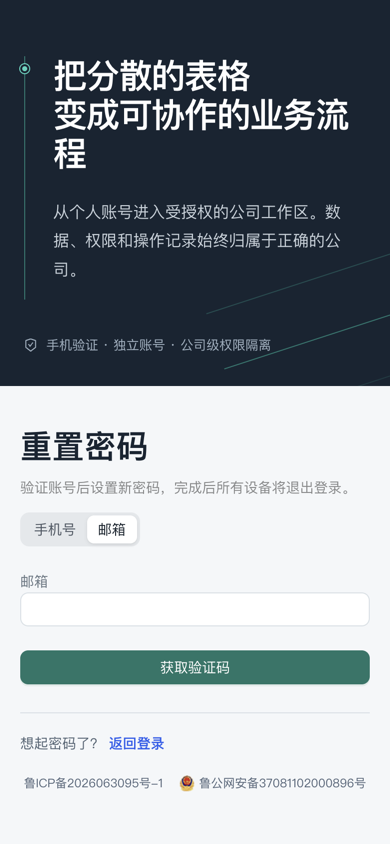 把分散的表格
变成可协作的业务流
程
从个人账号进入受授权的公司工作区。数
据、权限和操作记录始终归属于正确的公
司。
手机验证 · 独立账号 · 公司级权限隔离
重置密码
验证账号后设置新密码，完成后所有设备将退出登录。
手机号 邮箱
邮箱
获取验证码
想起密码了？ 返回登录
鲁ICP备2026063095号-1 鲁公网安备37081102000896号